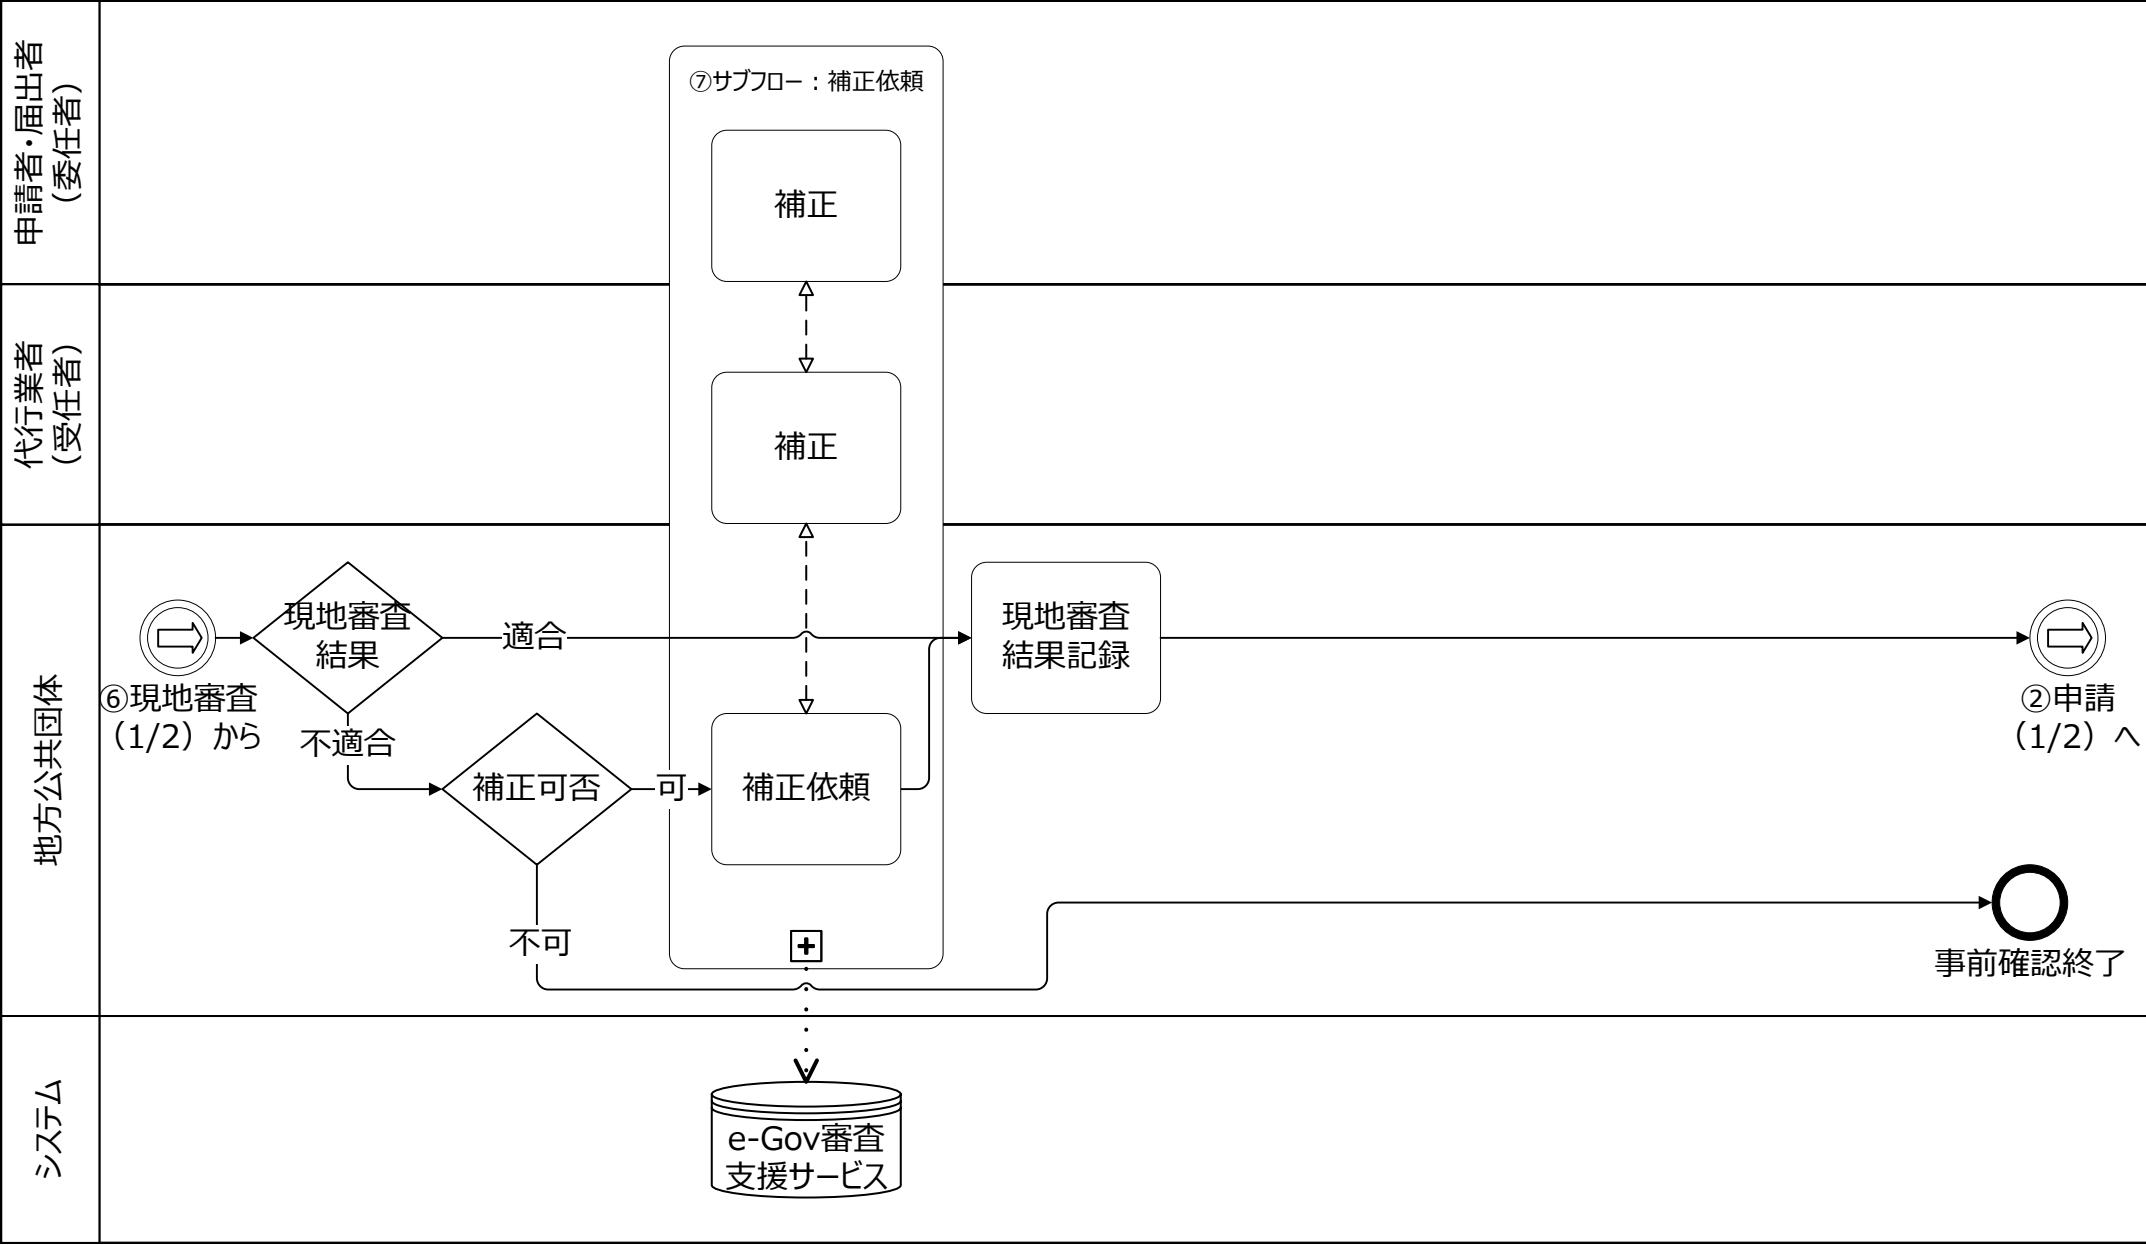 申請者・届出者
（委任者）
⑦サブフロー：補正依頼
補正
代行業者
（受任者）
補正
地方公共団体
⑥現地審査
（1/2）から
現地審査
結果
適合
不適合
補正可否
可
不可
補正依頼
現地審査
結果記録
②申請
（1/2）へ
事前確認終了
システム
e-Gov審査
支援サービス